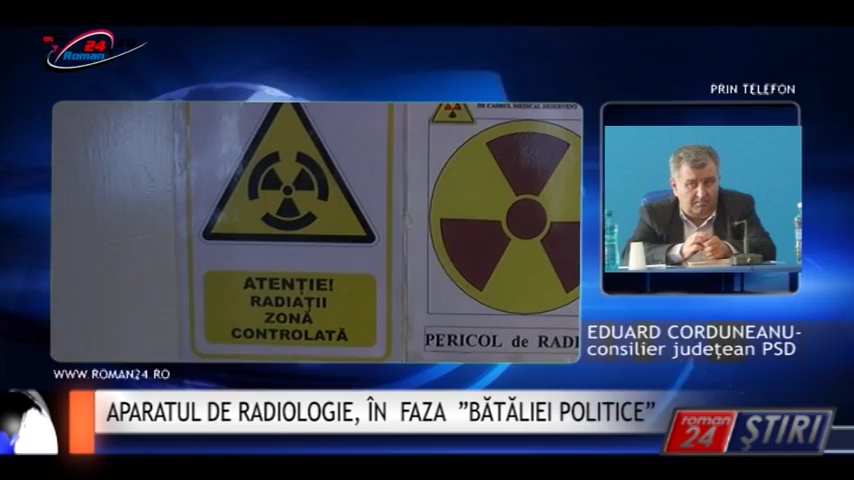 24
Roman
PRIN TELEFON
DE CADRUL MEDICAL DESERVENT
ATENȚIE!
RADIAȚII
ZONĂ
CONTROLATĂ
PERICOL de RADI
EDUARD CORDUNEANU-
consilier județean PSD
WWW.ROMAN24.RO
APARATUL DE RADIOLOGIE, ÎN FAZA ”BĂTĂLIEI POLITICE”
roman
24
ȘTIRI